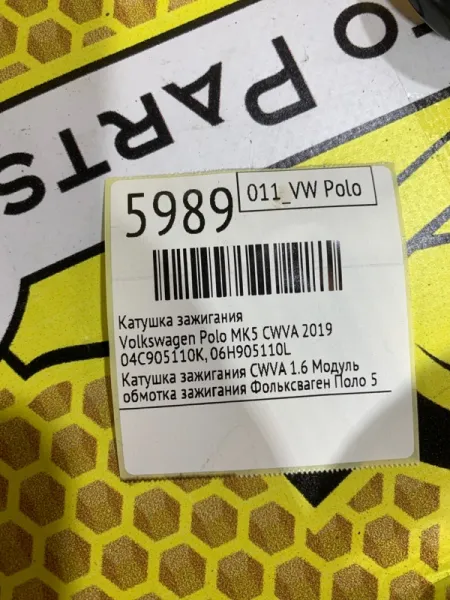 TO PARTS
5989
011_VW Polo
Катушка зажигания
Volkswagen Polo MK5 CWVA 2019
04C905110K, 06H905110L
Катушка зажигания CWVA 1.6 Модуль
обмотка зажигания Фольксваген Поло 5